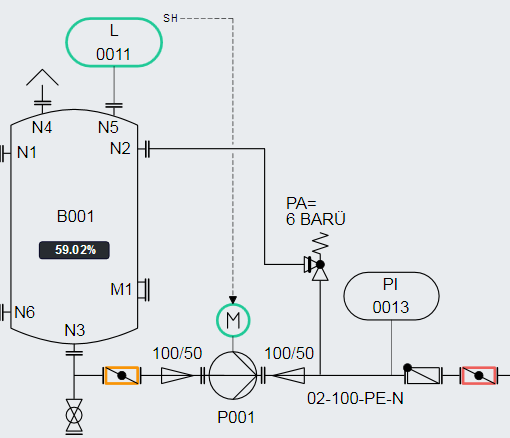 SH
L
0011
N4
N5
N1
N2
PA=
6 BARÜ
B001
59.02%
PI
0013
M1
N6
M
N3
100/50
100/50
02-100-PE-N
P001